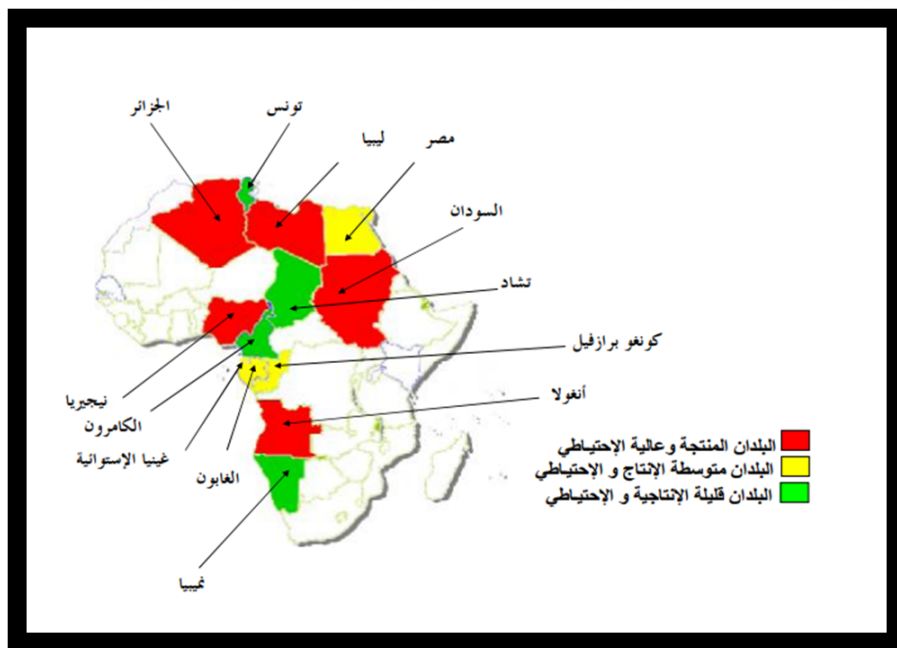 تونس
الجزائر
ليبيا
مصر
السودان
تشاد
كونغو برازفيل
أنغولا
نيجيريا
الكامرون
غينيا الإستوائية
الغابون
نميبيا
البلدان المنتجة وعالية الإحتياطي
البلدان متوسطة الإنتاج و الإحتياطي
البلدان قليلة الإنتاجية و الإحتياطي